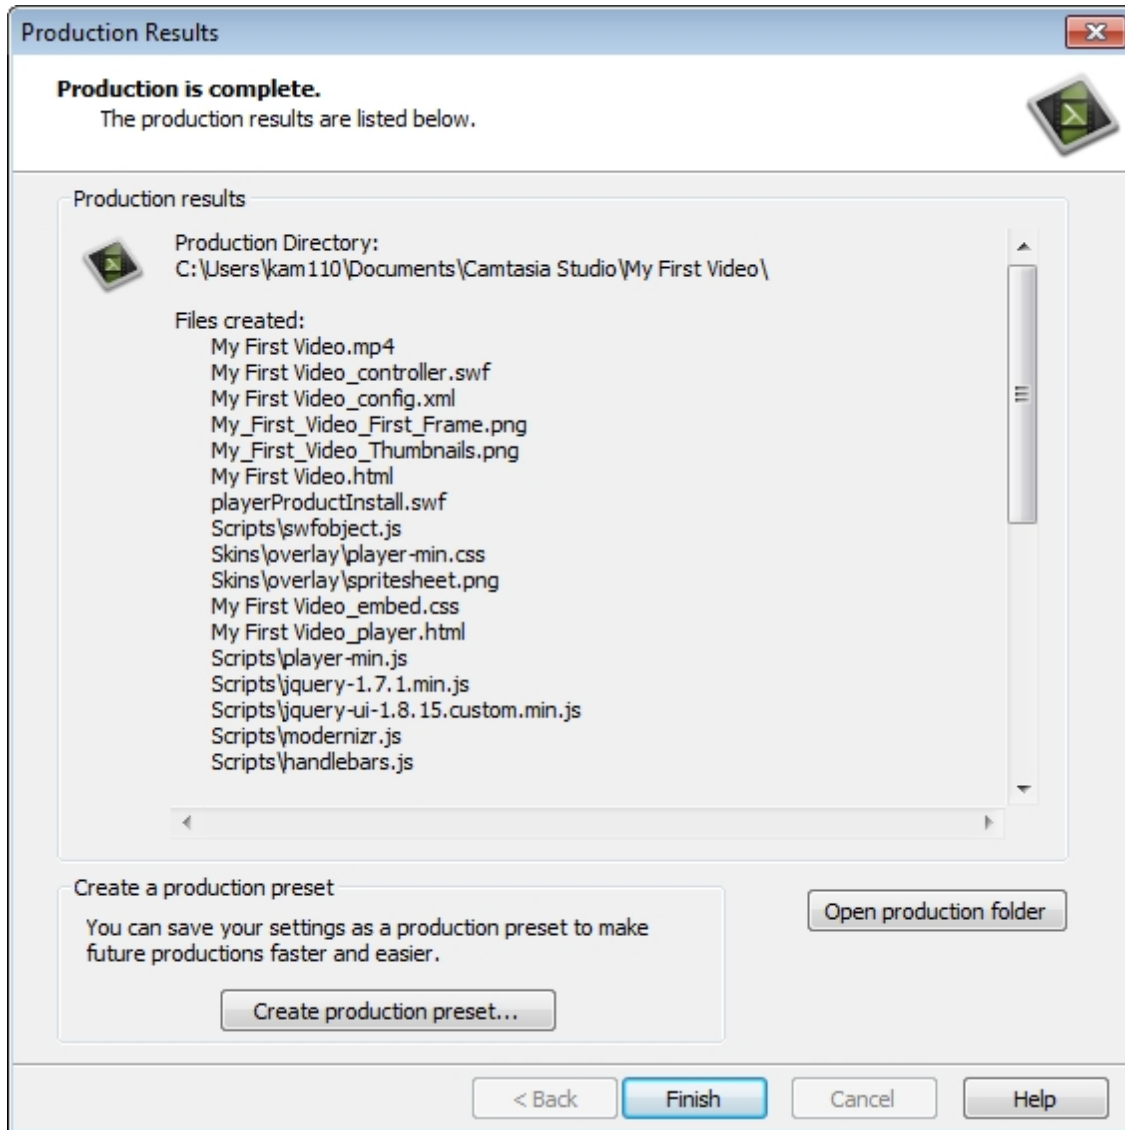 Production Results
Production is complete.
The production results are listed below.
Production results
Production Directory:
C:\Users\kam110\Documents\Camtasia Studio\My First Video\
Files created:
My First Video.mp4
My First Video_controller.swf
My First Video_config.xml
My_First_Video_First_Frame.png
My_First_Video_Thumbnails.png
My First Video.html
playerProductInstall.swf
Scripts\swfobject.js
Skins\overlay\player-min.css
Skins\overlay\spritesheet.png
My First Video_embed.css
My First Video_player.html
Scripts\player-min.js
Scripts\jquery-1.7.1.min.js
Scripts\jquery-ui-1.8.15.custom.min.js
Scripts\modernizr.js
Scripts\handlebars.js
Create a production preset
You can save your settings as a production preset to make
future productions faster and easier.
Create production preset...
Open production folder
< Back
Finish
Cancel
Help